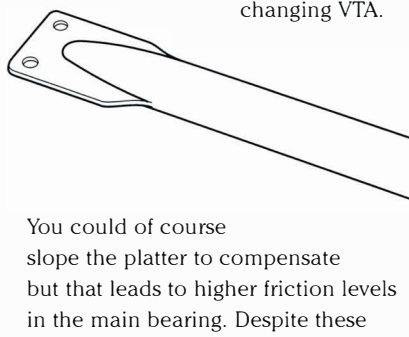 changing VTA.
You could of course
slope the platter to compensate
but that leads to higher friction levels
in the main bearing. Despite these